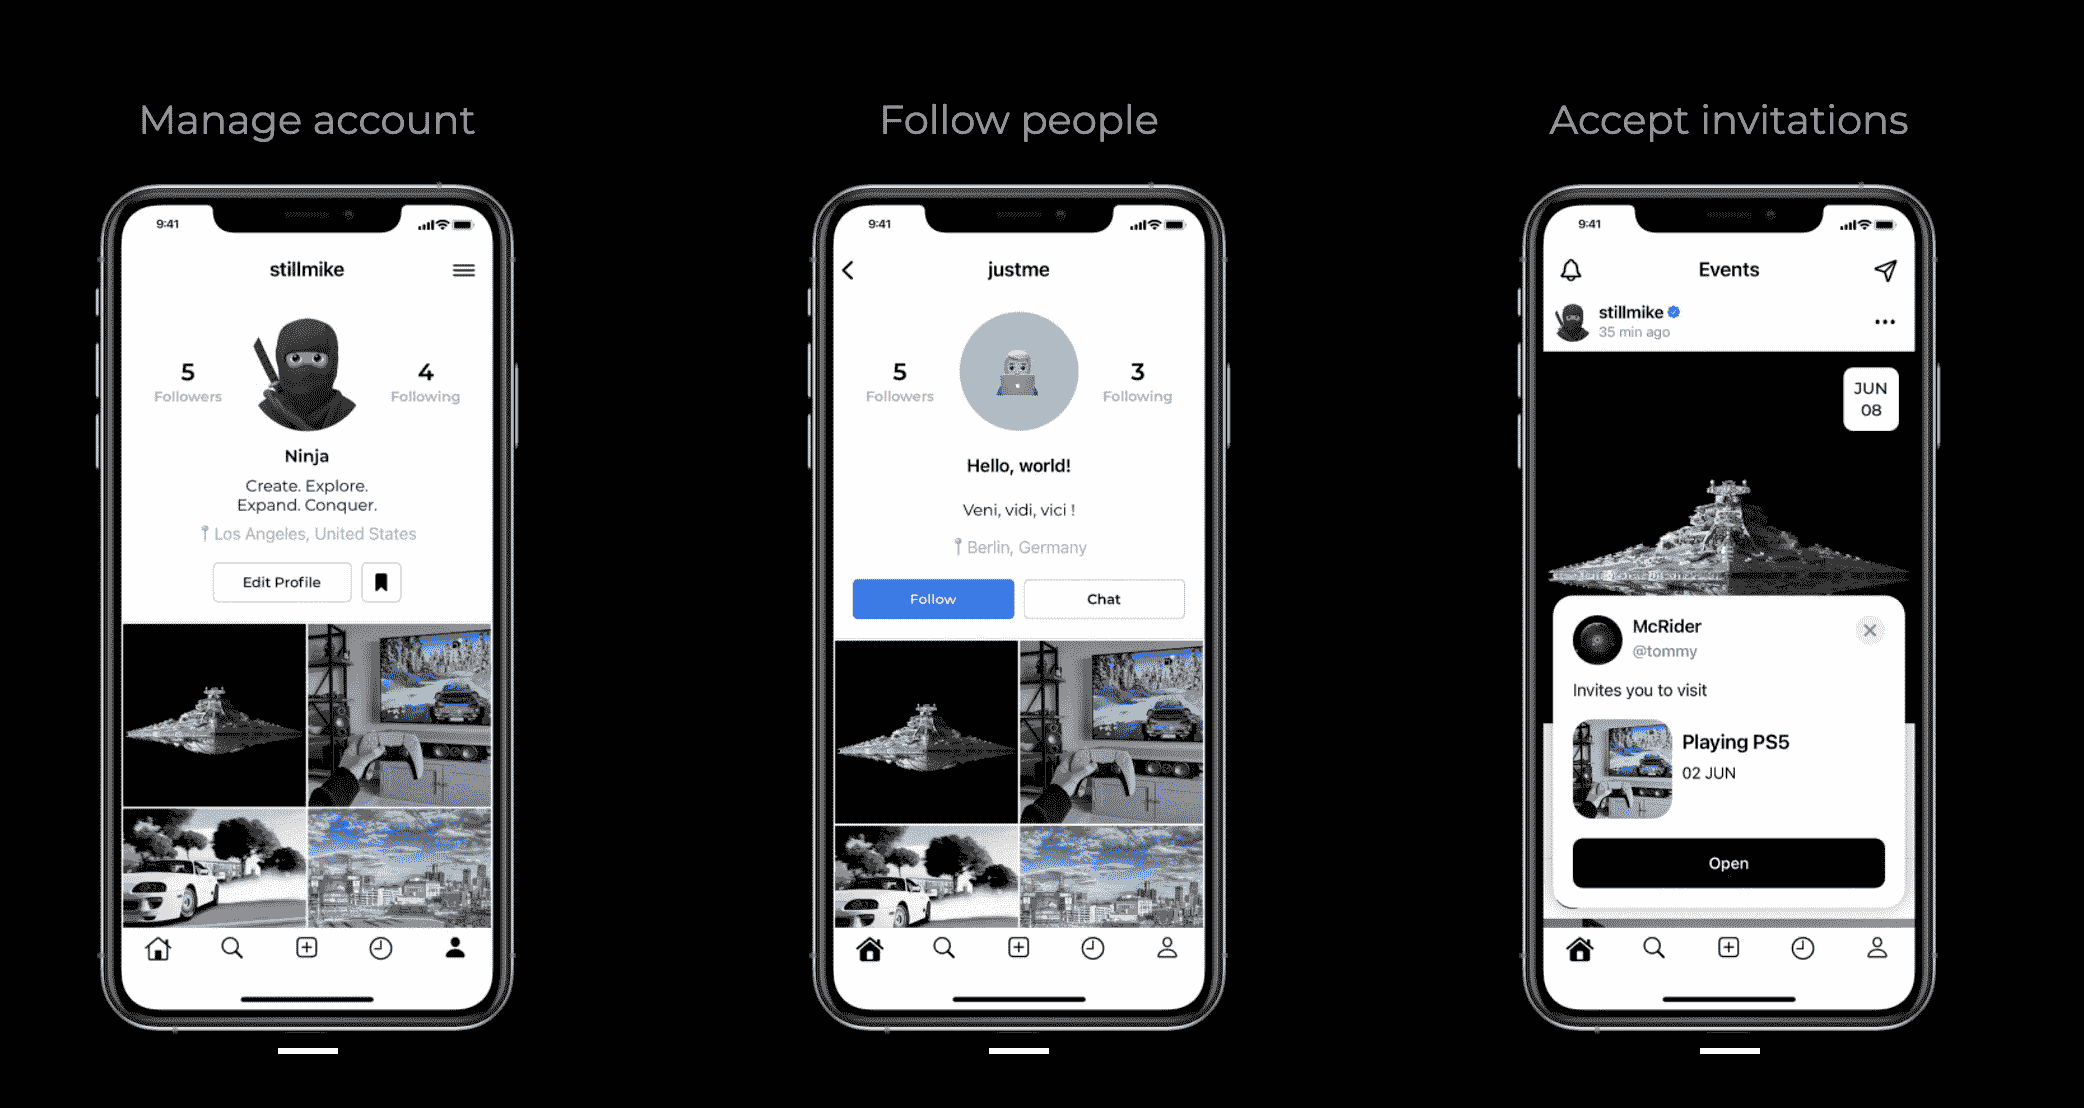 Manage account
9:41
stillmike
5
Followers
4
Following
Ninja
Create. Explore.
Expand. Conquer.
Los Angeles, United States
Edit Profile
Follow people
9:41
justme
5
Followers
3
Following
Hello, world!
Veni, vidi, vici !
Berlin, Germany
Follow
Chat
Accept invitations
9:41
Events
stillmike
35 min ago
JUN
08
McRider
@tommy
Invites you to visit
Playing PS5
02 JUN
Open